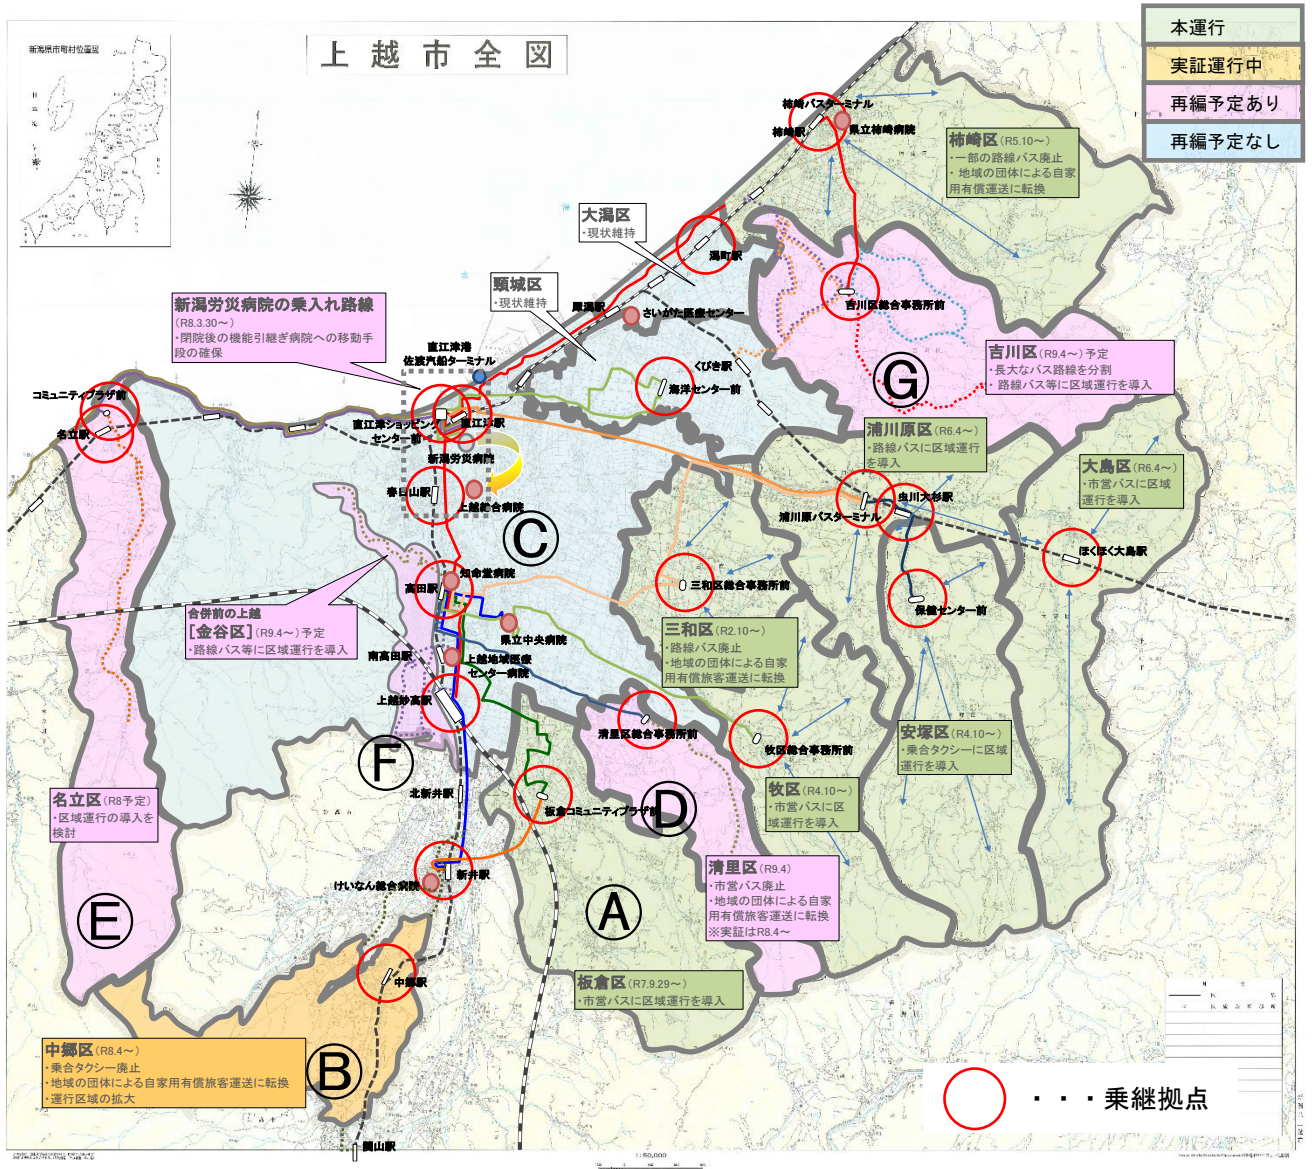 上越市全図
新潟県市町村位置図
本運行
実証運行中
再編予定あり
再編予定なし
柿崎バスターミナル
柿崎駅
県立柿崎病院
柿崎区(R5.10～)
・一部の路線バス廃止
・地域の団体による自家
用有償運送に転換
大潟区
・現状維持
潟町駅
頸城区
・現状維持
犀潟駅
さいがた医療センター
吉川区総合事務所前
新潟労災病院の乗入れ路線
(R8.3.30～)
・閉院後の機能引継ぎ病院への移動手
段の確保
直江津港
佐渡汽船ターミナル
くびき駅
海洋センター前
G
吉川区(R9.4～)予定
・長大なバス路線を分割
・路線バス等に区域運行を導入
コミュニティプラザ前
名立駅
直江津ショッピング
センター前
直江津駅
新潟労災病院
春日山駅
上越総合病院
浦川原区(R6.4～)
・路線バスに区域運行
を導入
大島区(R6.4～)
・市営バスに区域
運行を導入
虫川大杉駅
浦川原バスターミナル
ほくほく大島駅
C
知命堂病院
高田駅
三和区総合事務所前
保健センター前
合併前の上越
[金谷区](R9.4～)予定
・路線バス等に区域運行を導入
県立中央病院
三和区(R2.10～)
・路線バス廃止
・地域の団体による自家
用有償旅客運送に転換
南高田駅
上越地域医療
センター病院
上越妙高駅
清里区総合事務所前
牧区総合事務所前
安塚区(R4.10～)
・乗合タクシーに区域
運行を導入
F
北新井駅
板倉コミュニティプラザ前
D
牧区(R4.10～)
・市営バスに区
域運行を導入
名立区(R8予定)
・区域運行の導入を
検討
新井駅
けいなん総合病院
清里区(R9.4)
・市営バス廃止
・地域の団体による自家
用有償旅客運送に転換
※実証はR8.4～
E
A
中郷駅
板倉区(R7.9.29～)
・市営バスに区域運行を導入
中郷区(R8.4～)
・乗合タクシー廃止
・地域の団体による自家用有償旅客運送に転換
・運行区域の拡大
B
・・・乗継拠点
関山駅
1:50,000